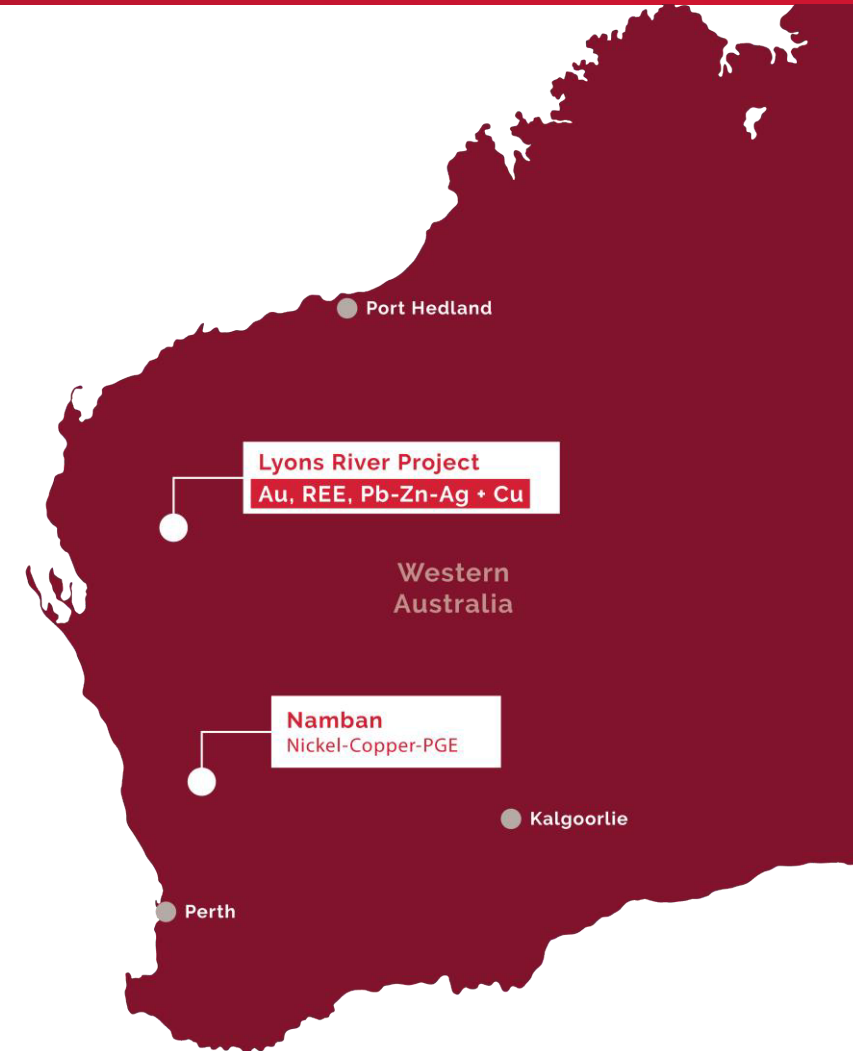 Port Hedland
Lyons River Project
Au, REE, Pb-Zn-Ag + Cu
Western
Australia
Namban
Nickel-Copper-PGE
Kalgoorlie
Perth